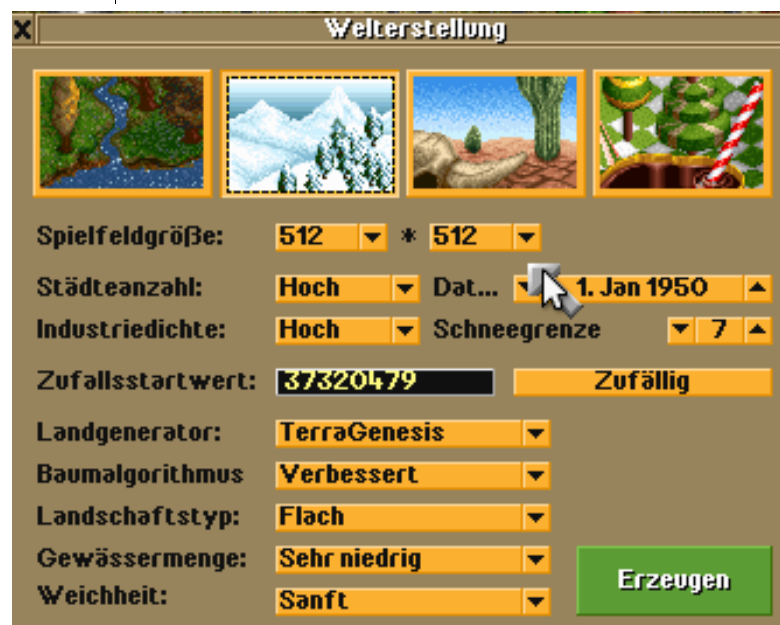 Welterstellung
Spielfeldgröße: 512 * 512
Städteanzahl: Hoch Dat... 1. Jan 1950
Industriedichte: Hoch Schneegrenze 7
Zufallsstartwert: 37320479 Zufällig
Landgenerator: TerraGenesis
Baumalgorithmus Verbessert
Landschaftstyp: Flach
Gewässermenge: Sehr niedrig
Weichheit: Sanft
Erzeugen